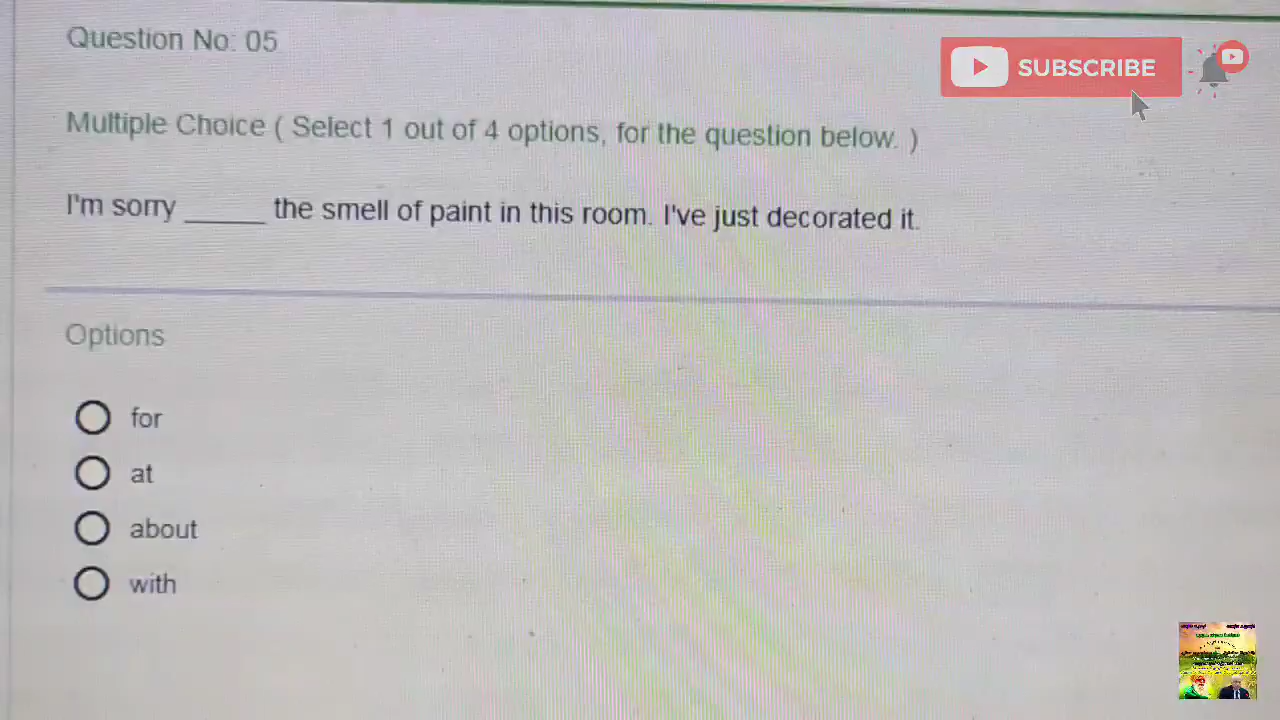 Question No: 05
SUBSCRIBE
Multiple Choice ( Select 1 out of 4 options, for the question below. )
I'm sorry _____ the smell of paint in this room. I've just decorated it.
Options
for
at
about
with